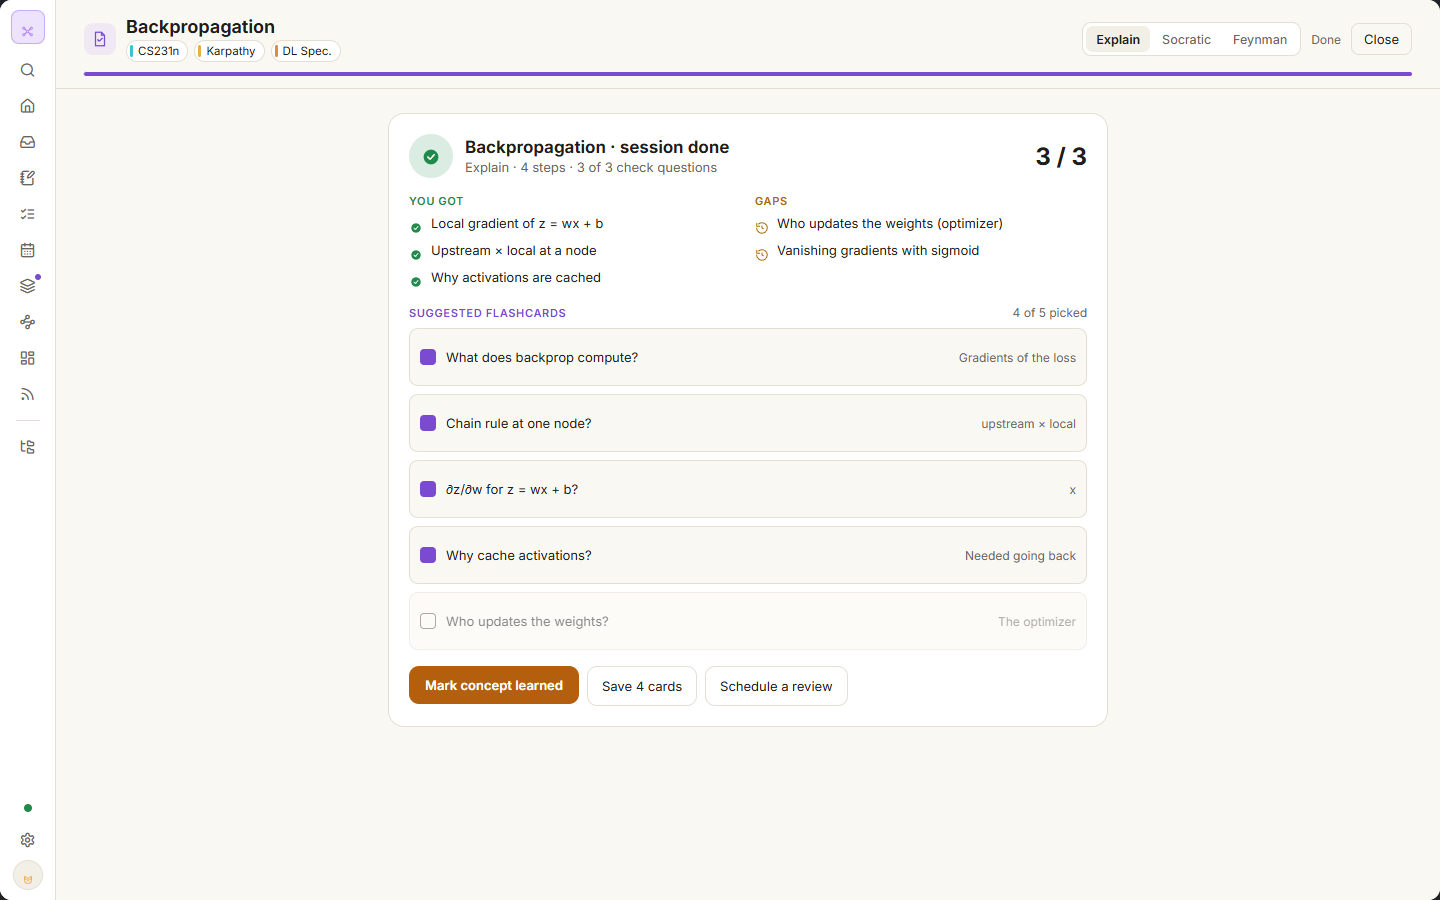 Backpropagation
CS231n
Karpathy
DL Spec.
Explain
Socratic
Feynman
Done
Close
Backpropagation · session done
Explain · 4 steps · 3 of 3 check questions
3 / 3
YOU GOT
Local gradient of z = wx + b
Upstream × local at a node
Why activations are cached
GAPS
Who updates the weights (optimizer)
Vanishing gradients with sigmoid
SUGGESTED FLASHCARDS
4 of 5 picked
What does backprop compute?
Gradients of the loss
Chain rule at one node?
upstream × local
∂z/∂w for z = wx + b?
x
Why cache activations?
Needed going back
Who updates the weights?
The optimizer
Mark concept learned
Save 4 cards
Schedule a review